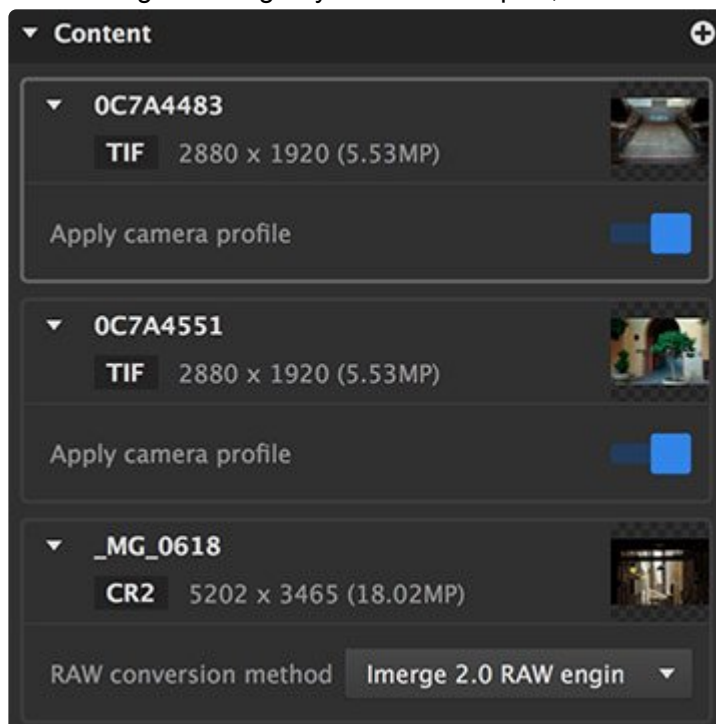 Content
0C7A4483
TIF 2880 x 1920 (5.53MP)
Apply camera profile
0C7A4551
TIF 2880 x 1920 (5.53MP)
Apply camera profile
_MG_0618
CR2 5202 x 3465 (18.02MP)
RAW conversion method Imerge 2.0 RAW engin